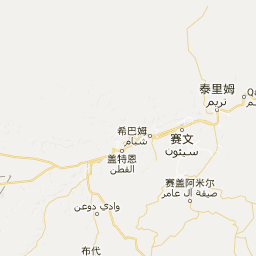 泰里姆
تريم
希巴姆
شبام
赛文
سيئون
盖特恩
القطن
赛盖阿米尔
صيقة آل عامر
وادي دوعن
布代